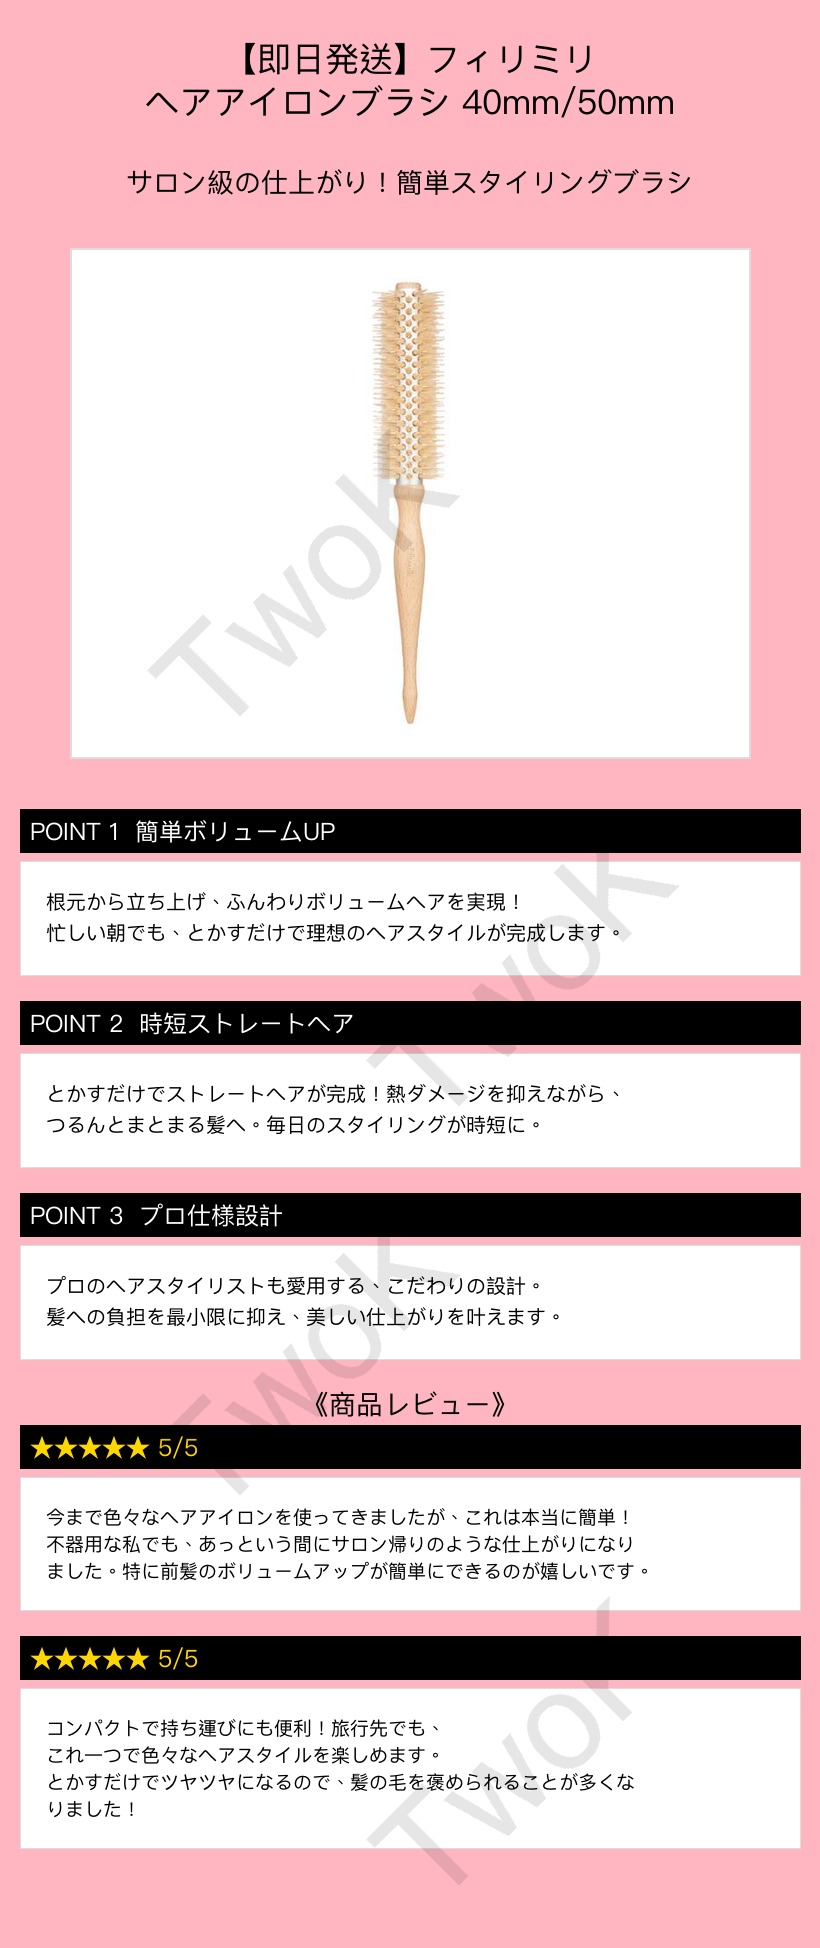 【即日発送】フィリミリ
ヘアアイロンブラシ 40mm/50mm
サロン級の仕上がり！簡単スタイリングブラシ
TwoK
POINT 1 簡単ボリュームUP
根元から立ち上げ、ふんわりボリュームヘアを実現！
忙しい朝でも、とかすだけで理想のヘアスタイルが完成します。
TwoK
POINT 2 時短ストレートヘア
とかすだけでストレートヘアが完成！熱ダメージを抑えながら、
つるんとまとまる髪へ。毎日のスタイリングが時短に。
POINT 3 プロ仕様設計
プロのヘアスタイリストも愛用する、こだわりの設計。
髪への負担を最小限に抑え、美しい仕上がりを叶えます。
TwoK
《商品レビュー》
★★★★★ 5/5
今まで色々なヘアアイロンを使ってきましたが、これは本当に簡単！
不器用な私でも、あっという間にサロン帰りのような仕上がりになり
ました。特に前髪のボリュームアップが簡単にできるのが嬉しいです。
★★★★★ 5/5
コンパクトで持ち運びにも便利！旅行先でも、
これ一つで色々なヘアスタイルを楽しめます。
とかすだけでツヤツヤになるので、髪の毛を褒められることが多くな
りました！
TwoK